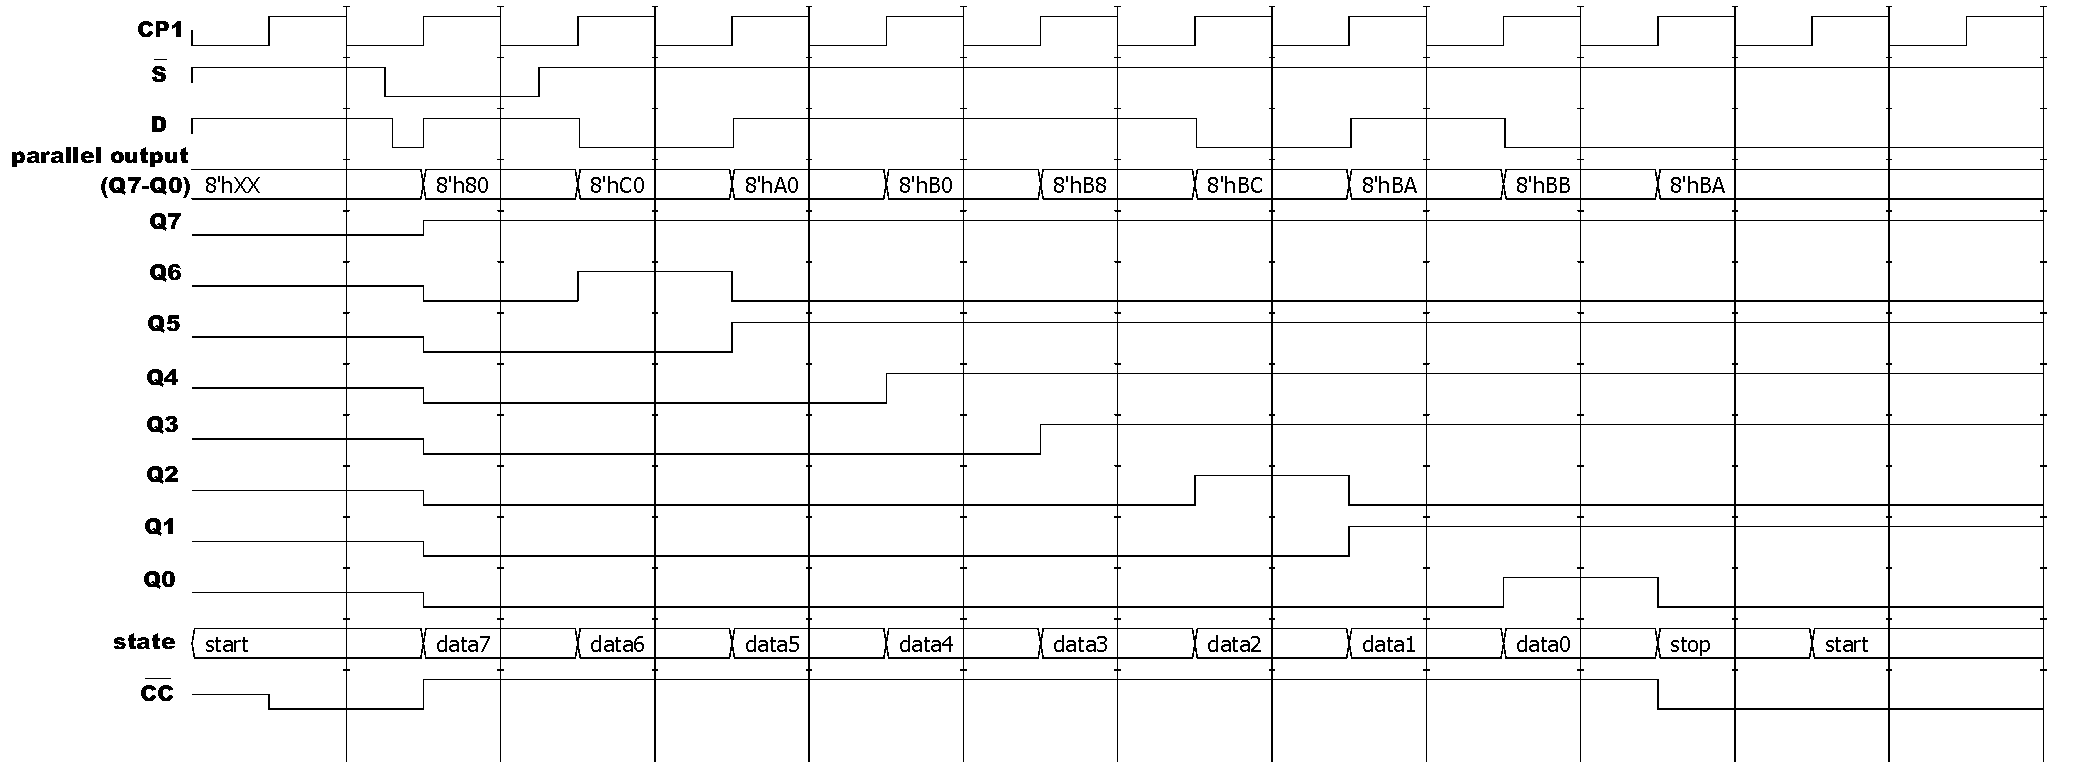 CP1
S
D
parallel output
(Q7-Q0) 8'hXX 8'h80 8'hC0 8'hA0 8'hB0 8'hB8 8'hBC 8'hBA 8'hBB 8'hBA
Q7
Q6
Q5
Q4
Q3
Q2
Q1
Q0
state start data7 data6 data5 data4 data3 data2 data1 data0 stop start
CC